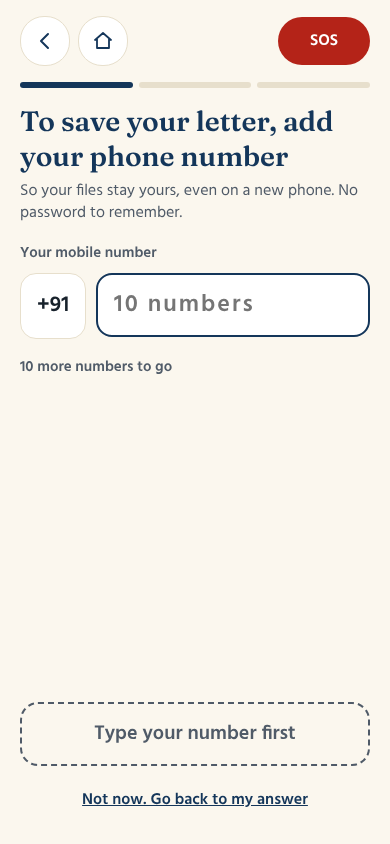 SOS
To save your letter, add
your phone number
So your files stay yours, even on a new phone. No
password to remember.
Your mobile number
+91
10 numbers
10 more numbers to go
Type your number first
Not now. Go back to my answer